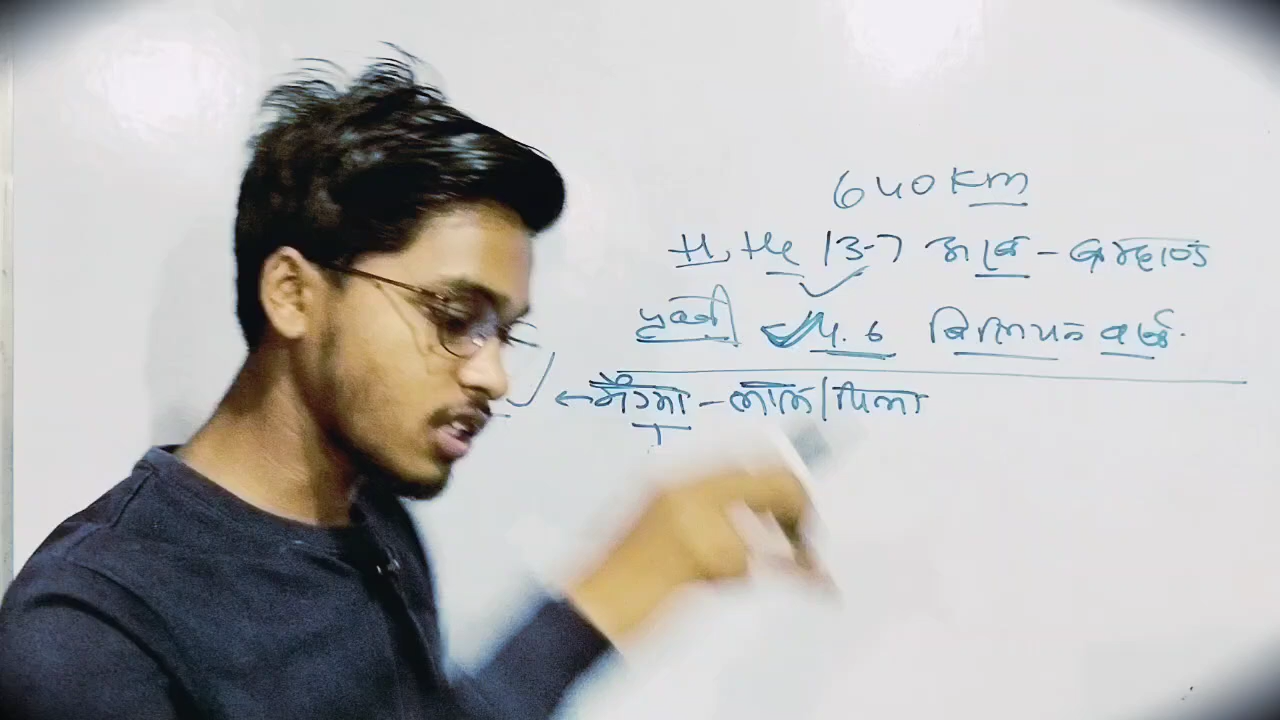 640 Km
H, He 13.7 अरब - ब्रह्मांड
पृथ्वी 4.6 बिलियन वर्ष.
← मैग्मा - लाल / पिला